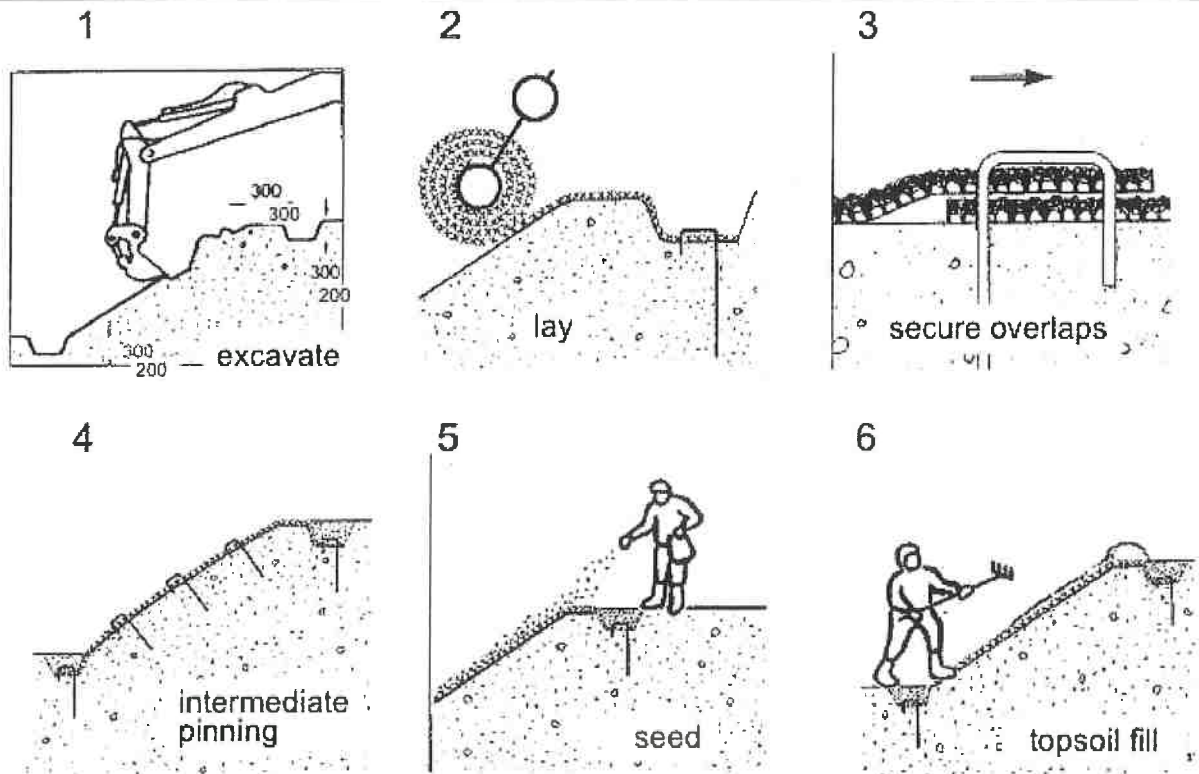 1
2
3
300
300
300
200
300
200
excavate
lay
secure overlaps
4
5
6
intermediate
pinning
seed
topsoil fill